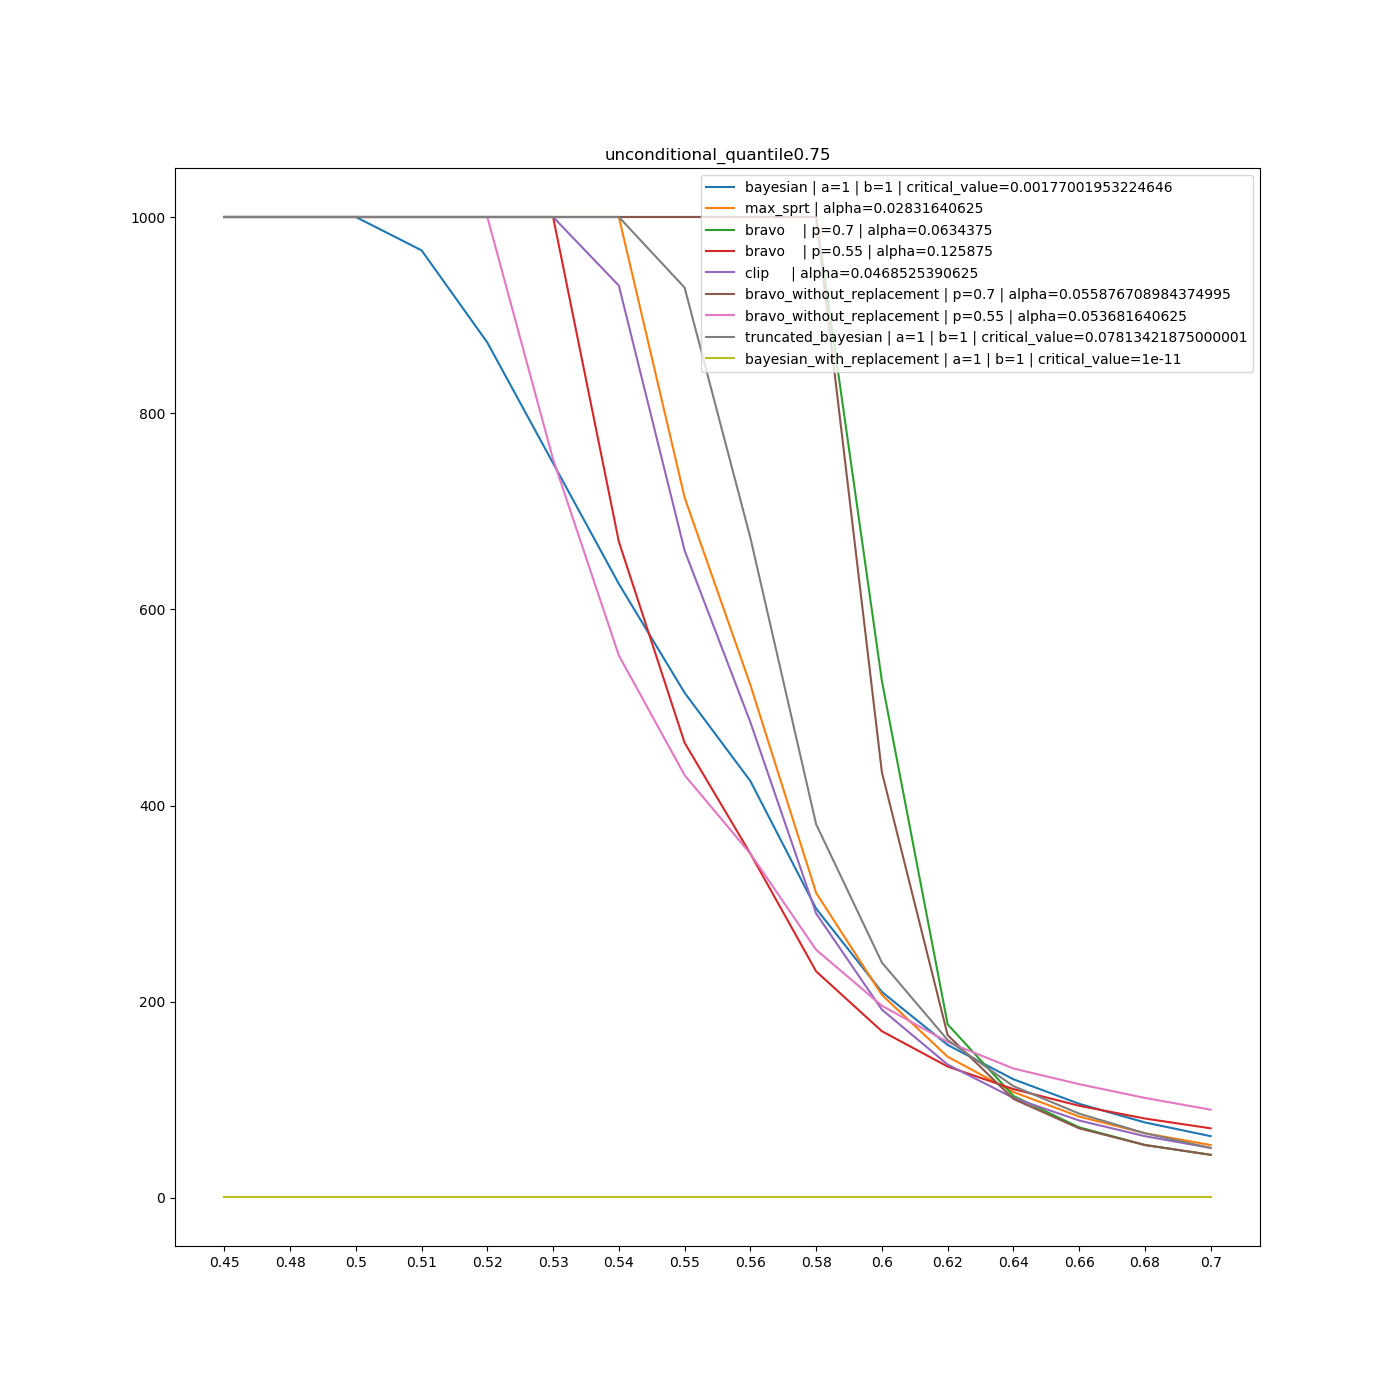 unconditional_quantile0.75
bayesian | a=1 | b=1 | critical_value=0.00177001953224646
max_sprt | alpha=0.02831640625
bravo    | p=0.7 | alpha=0.0634375
bravo    | p=0.55 | alpha=0.125875
clip     | alpha=0.0468525390625
bravo_without_replacement | p=0.7 | alpha=0.055876708984374995
bravo_without_replacement | p=0.55 | alpha=0.053681640625
truncated_bayesian | a=1 | b=1 | critical_value=0.07813421875000001
bayesian_with_replacement | a=1 | b=1 | critical_value=1e-11
1000
800
600
400
200
0
0.45 0.48 0.5 0.51 0.52 0.53 0.54 0.55 0.56 0.58 0.6 0.62 0.64 0.66 0.68 0.7